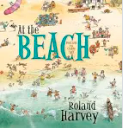 At the
BEACH
Roland
Harvey